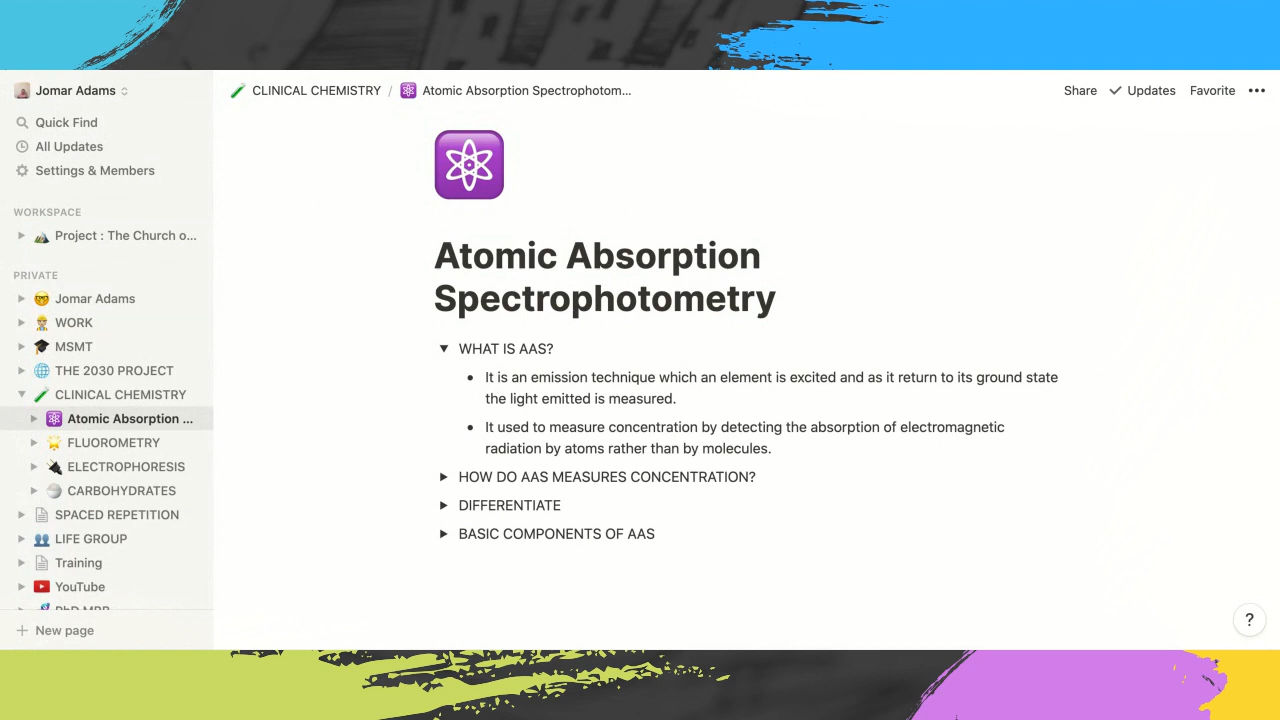 Jomar Adams
Quick Find
All Updates
Settings & Members
WORKSPACE
Project : The Church o...
PRIVATE
Jomar Adams
WORK
MSMT
THE 2030 PROJECT
CLINICAL CHEMISTRY
Atomic Absorption ...
FLUOROMETRY
ELECTROPHORESIS
CARBOHYDRATES
SPACED REPETITION
LIFE GROUP
Training
YouTube
New page
CLINICAL CHEMISTRY / Atomic Absorption Spectrophotom...
Share Updates Favorite
Atomic Absorption
Spectrophotometry
WHAT IS AAS?
It is an emission technique which an element is excited and as it return to its ground state
the light emitted is measured.
It used to measure concentration by detecting the absorption of electromagnetic
radiation by atoms rather than by molecules.
HOW DO AAS MEASURES CONCENTRATION?
DIFFERENTIATE
BASIC COMPONENTS OF AAS
?